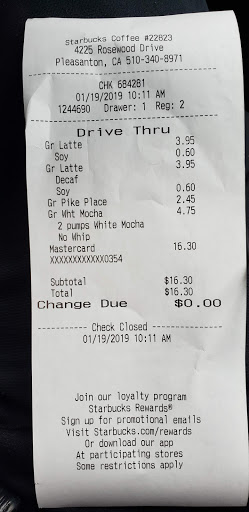 Starbucks Coffee #22823
4225 Rosewood Drive
Pleasanton, CA 510-340-8971
CHK 684281
01/19/2019 10:11 AM
1244690 Drawer: 1 Reg: 2
Drive Thru
Gr Latte 3.95
Soy 0.60
Gr Latte 3.95
Decaf
Soy 0.60
Gr Pike Place 2.45
Gr Wht Mocha 4.75
2 pumps White Mocha
No Whip
Mastercard 16.30
XXXXXXXXXXXX0354
Subtotal $16.30
Total $16.30
Change Due $0.00
Check Closed
01/19/2019 10:11 AM
Join our loyalty program
Starbucks Rewards®
Sign up for promotional emails
Visit Starbucks.com/rewards
Or download our app
At participating stores
Some restrictions apply